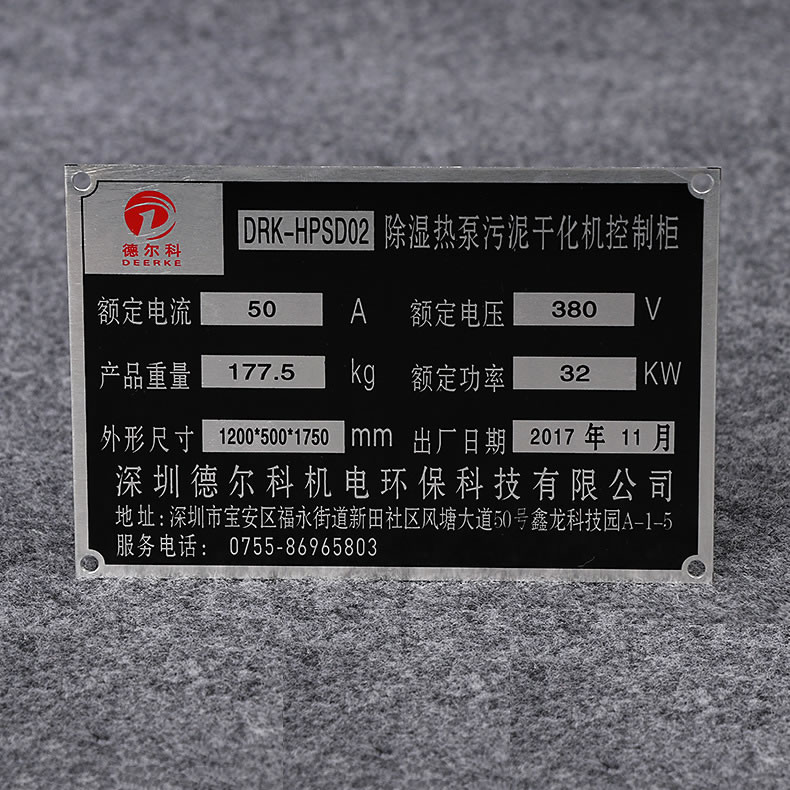 德尔科
DEERKE
DRK-HPSD02 除湿热泵污泥干化机控制柜
额定电流 50 A 额定电压 380 V
产品重量 177.5 kg 额定功率 32 KW
外形尺寸 1200*500*1750 mm 出厂日期 2017 年 11 月
深圳德尔科机电环保科技有限公司
地址:深圳市宝安区福永街道新田社区凤塘大道50号鑫龙科技园A-1-5
服务电话: 0755-86965803